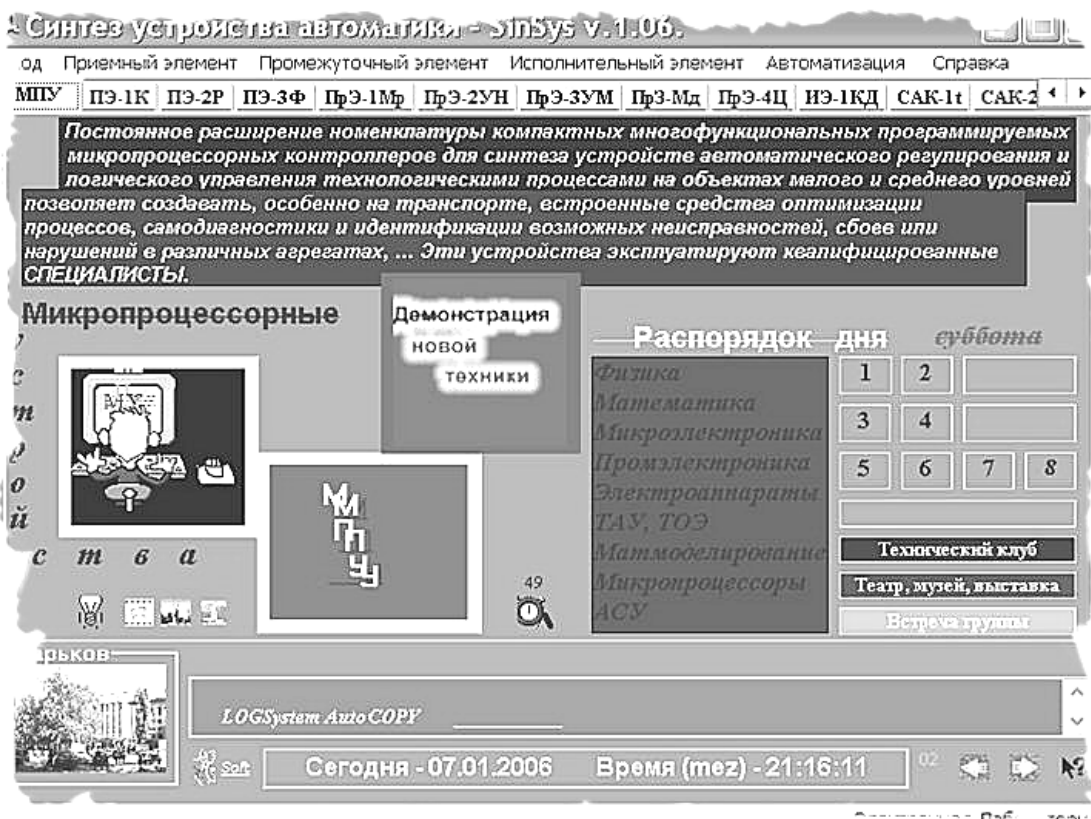 Синтез устройства автоматики - SinSys v.1.06.
од Приемный элемент Промежуточный элемент Исполнительный элемент Автоматизация Справка
МПУ ПЭ-1К ПЭ-2Р ПЭ-3Ф ПрЭ-1Мр ПрЭ-2УН ПрЭ-3УМ ПрЗ-Мд ПрЭ-4Ц ИЭ-1КД САК-1t САК-2
Постоянное расширение номенклатуры компактных многофункциональных программируемых
микропроцессорных контроллеров для синтеза устройств автоматического регулирования и
логического управления технологическими процессами на объектах малого и среднего уровней
позволяет создавать, особенно на транспорте, встроенные средства оптимизации
процессов, самодиагностики и идентификации возможных неисправностей, сбоев или
нарушений в различных агрегатах, ... Эти устройства эксплуатируют квалифицированные
СПЕЦИАЛИСТЫ.
Микропроцессорные
у
с
т
р
о
й
с т в а
Демонстрация
новой
техники
ММППУУ
49
Распорядок дня суббота
Физика
Математика
Микроэлектроника
Промэлектроника
Электроаппараты
ТАУ, ТОЭ
Матмоделирование
Микропроцессоры
АСУ
1 2
3 4
5 6 7 8
Технический клуб
Театр, музей, выставка
Встреча группы
арьков
LOGSystem AutoCOPY
Soft
Сегодня - 07.01.2006 Время (mez) - 21:16:11
02